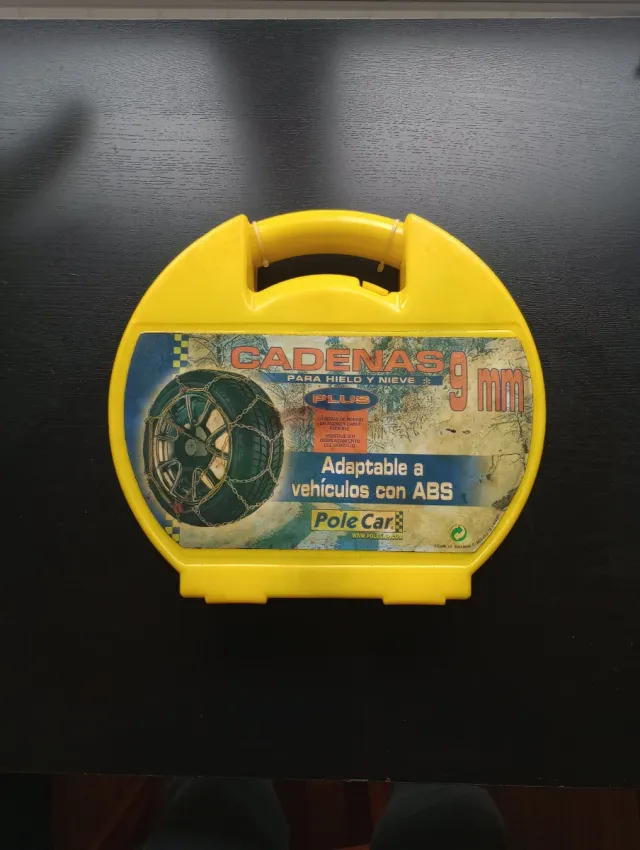 CADENAS
9 mm
PARA HIELO Y NIEVE *
PLUS
Adaptable a
vehículos con ABS
Pole Car